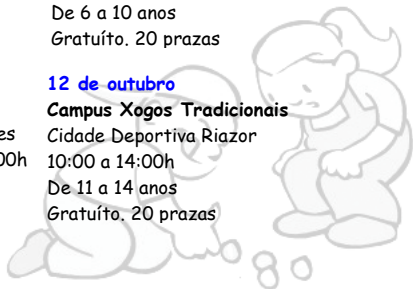 De 6 a 10 anos
Gratuíto. 20 prazas
12 de outubro
Campus Xogos Tradicionais
Cidade Deportiva Riazor
10:00 a 14:00h
De 11 a 14 anos
Gratuíto. 20 prazas